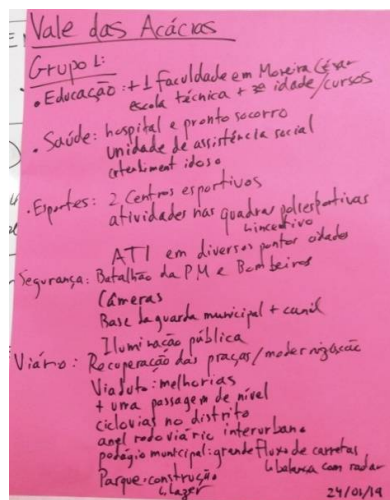 Vale das Acácias
Grupo 1:
• Educação: + 1 faculdade em Moreira César
escola técnica + 3ª idade/cursos
• Saúde: hospital e pronto socorro
unidade de assistência social
atendiment idoso
• Esportes: 2 Centros esportivos
atividades nas quadras poliesportivas
↳ incentivo
ATI em diversos pontos cidade
Segurança: Batalhão da PM e Bombeiros
Câmeras
Base da guarda municipal + canil
Iluminação pública
Viário: Recuperação das praças/modernização
Viaduto: melhorias
+ uma passagem de nível
ciclovias no distrito
anel rodoviário interurbano
pedágio municipal: grande fluxo de carretas
↳ balança com radar
Parque: construção
↳ lazer
24/01/19